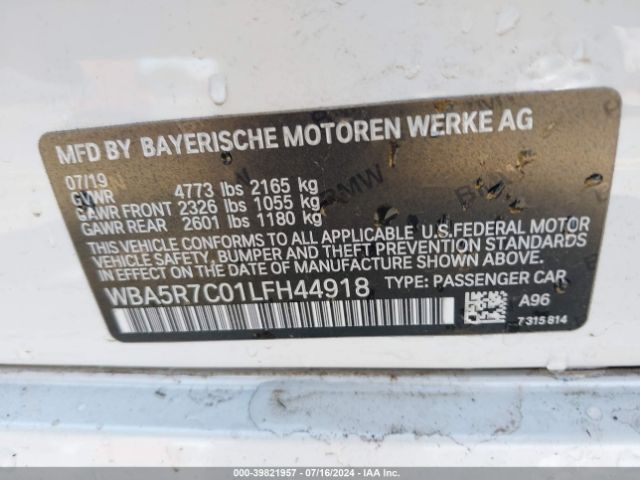 MFD BY BAYERISCHE MOTOREN WERKE AG
07/19
GVWR 4773 lbs 2165 kg
GAWR FRONT 2326 lbs 1055 kg
GAWR REAR 2601 lbs 1180 kg
THIS VEHICLE CONFORMS TO ALL APPLICABLE U.S.FEDERAL MOTOR
VEHICLE SAFETY, BUMPER, AND THEFT PREVENTION STANDARDS
IN EFFECT ON THE DATE OF MANUFACTURE SHOWN ABOVE.
WBA5R7C01LFH44918 TYPE: PASSENGER CAR
A96
7315814
BMW
000-39821957 - 07/16/2024 - IAA Inc.